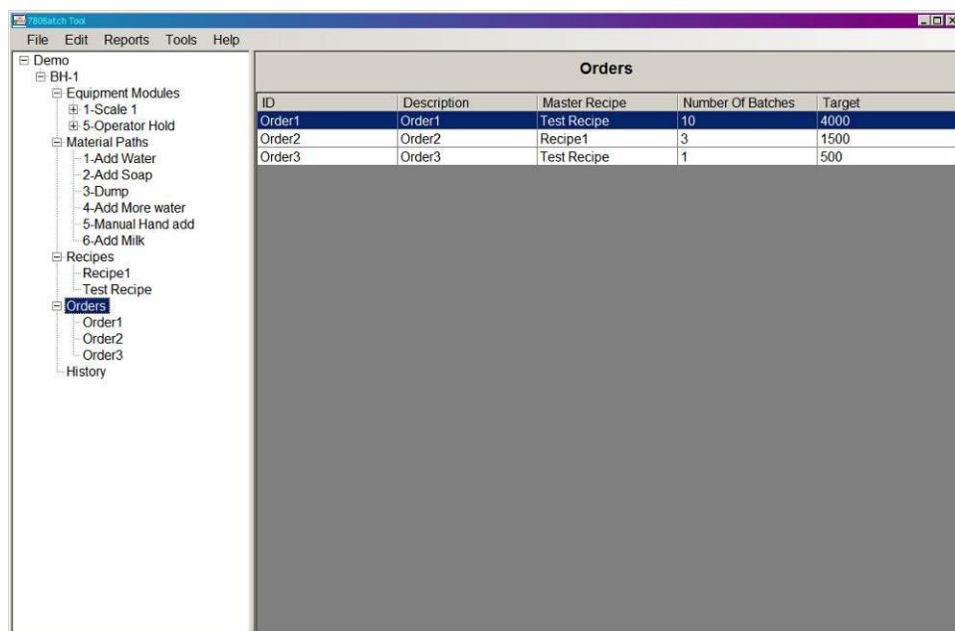 780Batch Tool
File Edit Reports Tools Help
Demo
BH-1
Equipment Modules
1-Scale 1
5-Operator Hold
Material Paths
1-Add Water
2-Add Soap
3-Dump
4-Add More water
5-Manual Hand add
6-Add Milk
Recipes
Recipe1
Test Recipe
Orders
Order1
Order2
Order3
History
Orders
ID Description Master Recipe Number Of Batches Target
Order1 Order1 Test Recipe 10 4000
Order2 Order2 Recipe1 3 1500
Order3 Order3 Test Recipe 1 500